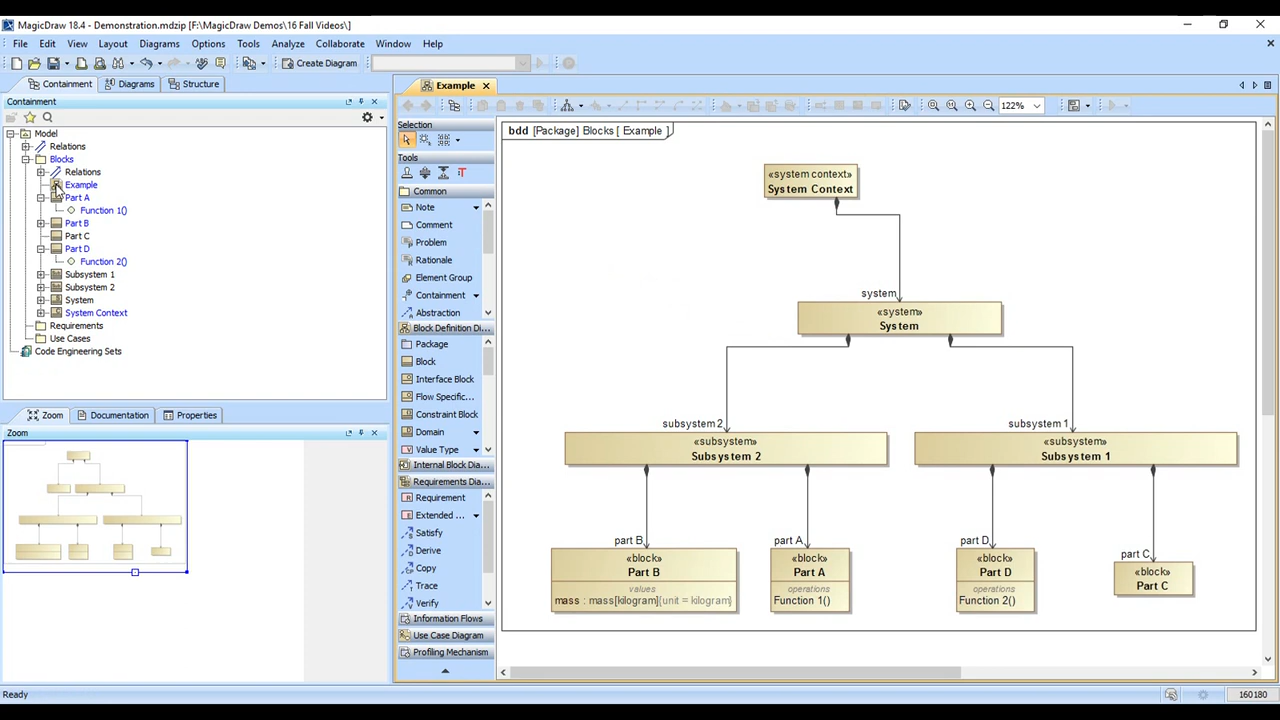 MagicDraw 18.4 - Demonstration.mdzip [F:\MagicDraw Demos\16 Fall Videos\]
File Edit View Layout Diagrams Options Tools Analyze Collaborate Window Help
Create Diagram
Containment Diagrams Structure
Containment
Model
Relations
Blocks
Relations
Example
Part A
Function 1()
Part B
Part C
Part D
Function 2()
Subsystem 1
Subsystem 2
System
System Context
Requirements
Use Cases
Code Engineering Sets
Zoom Documentation Properties
Zoom
Example
122%
Selection
Tools
Common
Note
Comment
Problem
Rationale
Element Group
Containment
Abstraction
Block Definition Di...
Package
Block
Interface Block
Flow Specific...
Constraint Block
Domain
Value Type
Internal Block Dia...
Requirements Dia...
Requirement
Extended ...
Satisfy
Derive
Copy
Trace
Verify
Information Flows
Use Case Diagram
Profiling Mechanism
bdd [Package] Blocks [ Example ]
«system context»
System Context
system
«system»
System
subsystem 2
«subsystem»
Subsystem 2
subsystem 1
«subsystem»
Subsystem 1
part B
«block»
Part B
values
mass : mass[kilogram]{unit = kilogram}
part A
«block»
Part A
operations
Function 1()
part D
«block»
Part D
operations
Function 2()
part C
«block»
Part C
Ready
160180